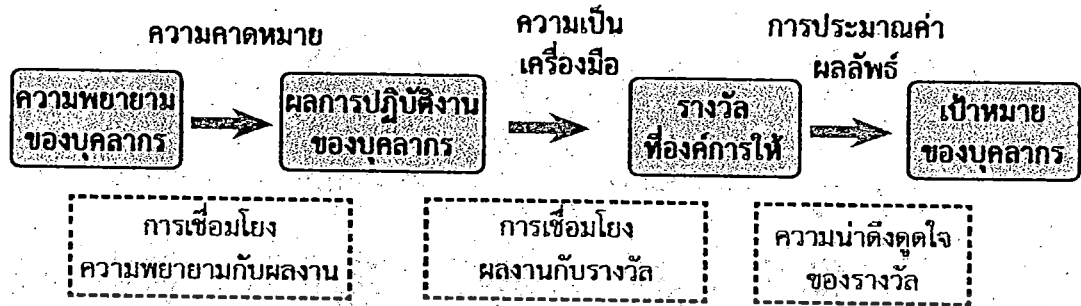 ความคาดหมาย
ความเป็น
เครื่องมือ
การประมาณค่า
ผลลัพธ์
ความพยายาม
ของบุคลากร
ผลการปฏิบัติงาน
ของบุคลากร
รางวัล
ที่องค์การให้
เป้าหมาย
ของบุคลากร
การเชื่อมโยง
ความพยายามกับผลงาน
การเชื่อมโยง
ผลงานกับรางวัล
ความน่าดึงดูดใจ
ของรางวัล